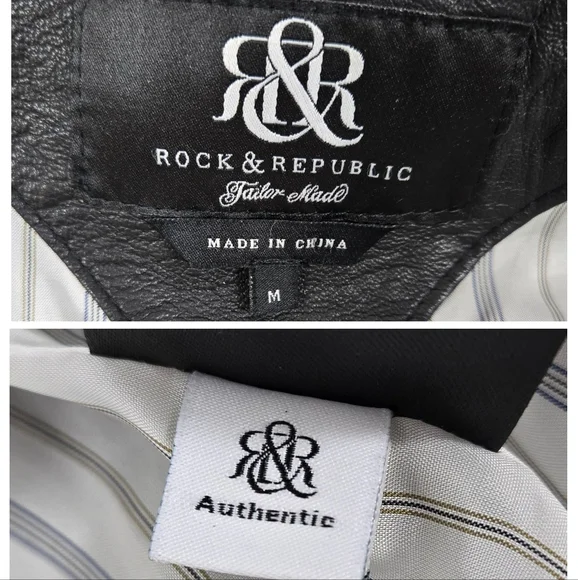 R&R
ROCK & REPUBLIC
Tailor Made
MADE IN CHINA
M
R&R
Authentic